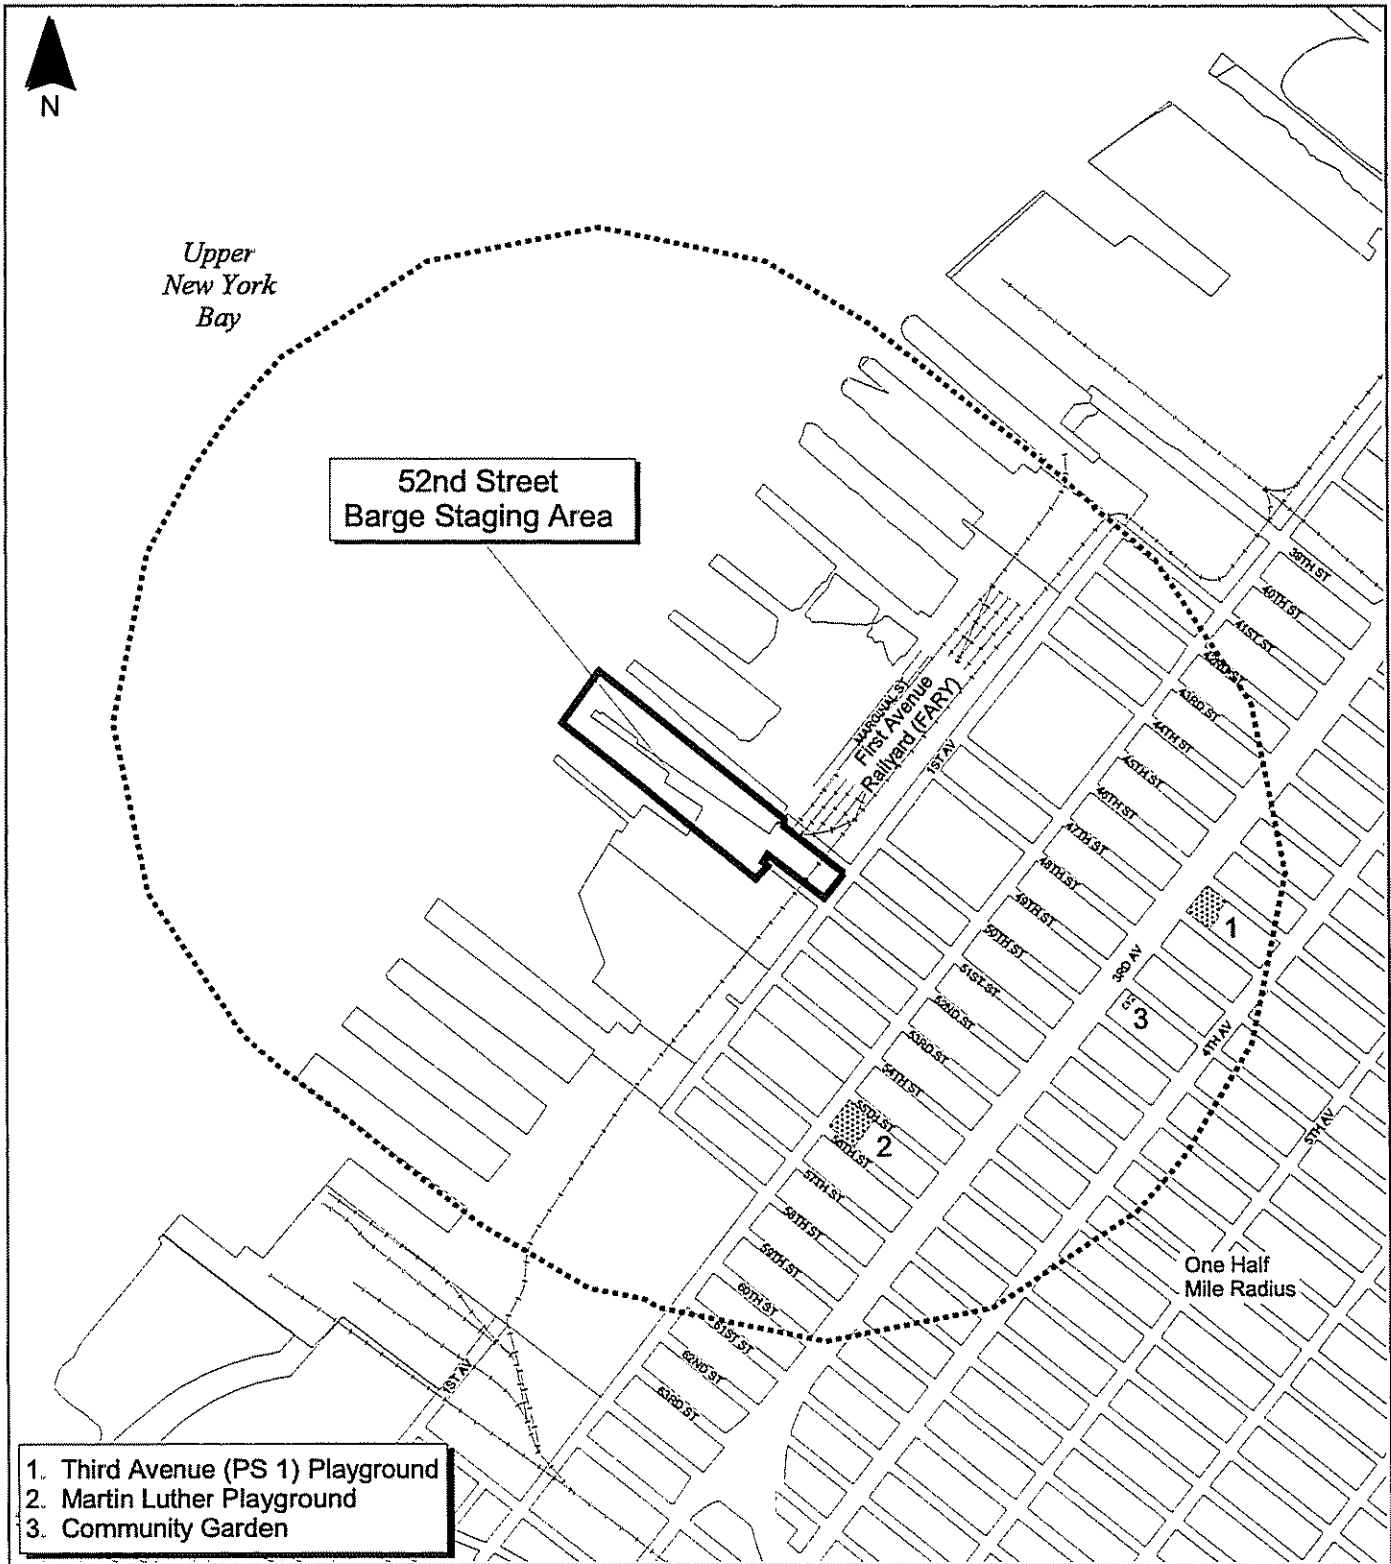 N
Upper
New York
Bay
52nd Street
Barge Staging Area
MARGINAL ST
First Avenue
Railyard (FARY)
1ST AV
39TH ST
40TH ST
41ST ST
42ND ST
43RD ST
44TH ST
45TH ST
46TH ST
47TH ST
48TH ST
49TH ST
50TH ST
51ST ST
52ND ST
53RD ST
54TH ST
55TH ST
56TH ST
57TH ST
58TH ST
59TH ST
60TH ST
61ST ST
62ND ST
63RD ST
1
3RD AV
3
4TH AV
2
5TH AV
One Half
Mile Radius
1ST AV
1. Third Avenue (PS 1) Playground
2. Martin Luther Playground
3. Community Garden